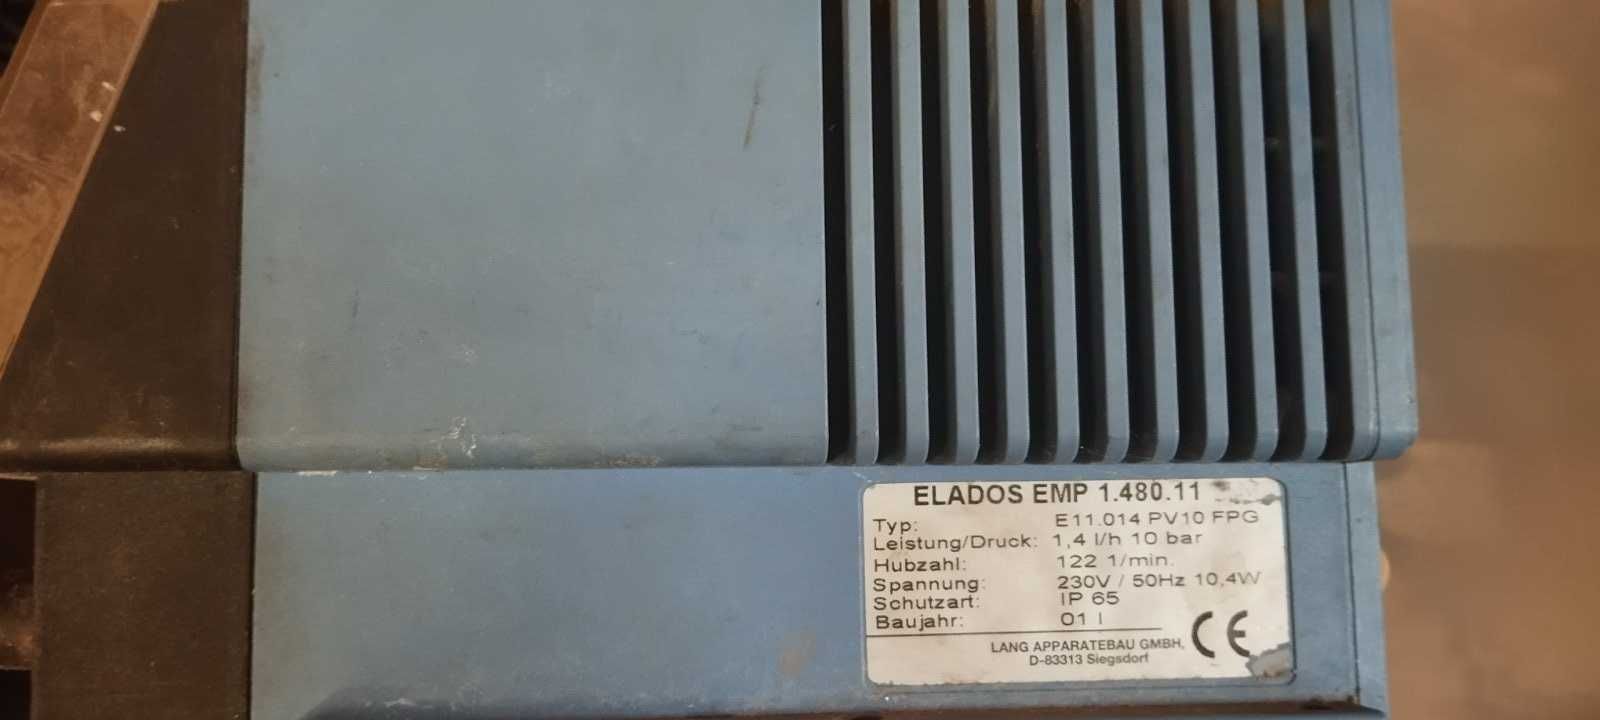 ELADOS EMP 1.480.11
Typ: E11.014 PV10 FPG
Leistung/Druck: 1,4 l/h 10 bar
Hubzahl: 122 1/min.
Spannung: 230V / 50Hz 10,4W
Schutzart: IP 65
Baujahr: 01 I
LANG APPARATEBAU GMBH,
D-83313 Siegsdorf
CE